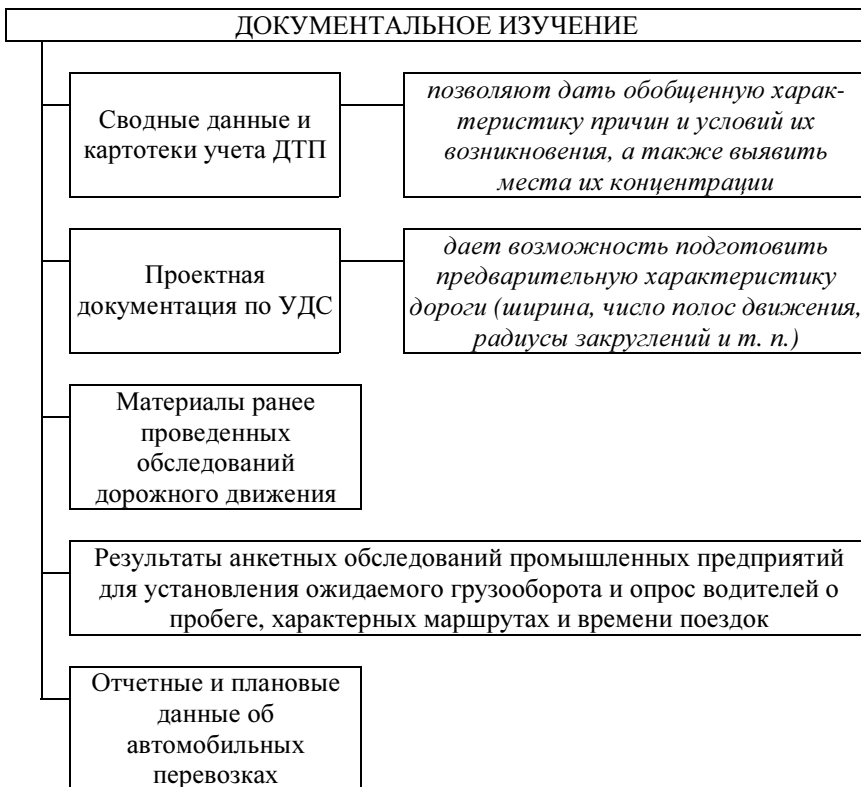 ДОКУМЕНТАЛЬНОЕ ИЗУЧЕНИЕ
Сводные данные и
картотеки учета ДТП
позволяют дать обобщенную харак-
теристику причин и условий их
возникновения, а также выявить
места их концентрации
Проектная
документация по УДС
дает возможность подготовить
предварительную характеристику
дороги (ширина, число полос движения,
радиусы закруглений и т. п.)
Материалы ранее
проведенных
обследований
дорожного движения
Результаты анкетных обследований промышленных предприятий
для установления ожидаемого грузооборота и опрос водителей о
пробеге, характерных маршрутах и времени поездок
Отчетные и плановые
данные об
автомобильных
перевозках